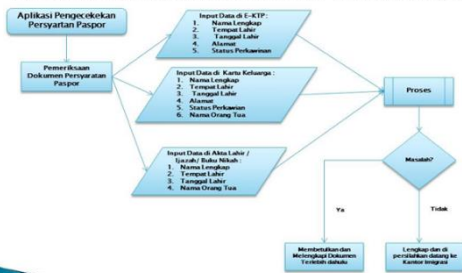 Aplikasi Pengecekekan
Persyartan Paspor
Pemeriksaan
Dokumen Persyaratan
Paspor
Input Data di E-KTP :
1. Nama Lengkap
2. Tempat Lahir
3. Tanggal Lahir
4. Alamat
5. Status Perkawinan
Input Data di Kartu Keluarga :
1. Nama Lengkap
2. Tempat Lahir
3. Tanggal Lahir
4. Alamat
5. Status Perkawian
6. Nama Orang Tua
Input Data di Akta Lahir /
Ijazah/ Buku Nikah :
1. Nama Lengkap
2. Tempat Lahir
3. Tanggal Lahir
4. Nama Orang Tua
Proses
Masalah?
Ya
Tidak
Membetulkan dan
Melengkapi Dokumen
Terlebih dahulu
Lengkap dan di
persilahkan datang ke
Kantor Imigrasi